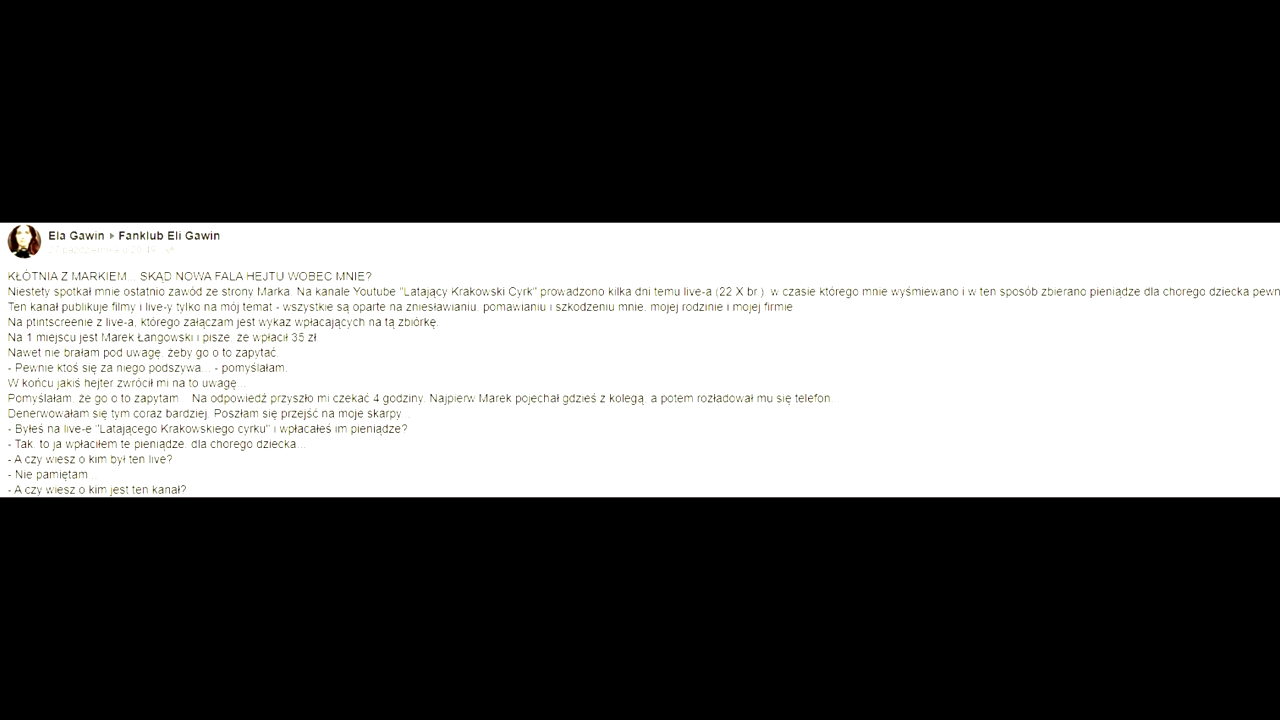 Ela Gawin ▸ Fanklub Eli Gawin
KŁÓTNIA Z MARKIEM... SKĄD NOWA FALA HEJTU WOBEC MNIE?
Niestety spotkał mnie ostatnio zawód ze strony Marka. Na kanale Youtube "Latający Krakowski Cyrk" prowadzono kilka dni temu live-a (22 X br.), w czasie którego mnie wyśmiewano i w ten sposób zbierano pieniądze dla chorego dziecka pewn
Ten kanał publikuje filmy i live-y tylko na mój temat - wszystkie są oparte na zniesławianiu, pomawianiu i szkodzeniu mnie, mojej rodzinie i mojej firmie.
Na ptintscreenie z live-a, którego załączam jest wykaz wpłacających na tą zbiórkę.
Na 1 miejscu jest Marek Łangowski i pisze, że wpłacił 35 zł.
Nawet nie brałam pod uwagę, żeby go o to zapytać.
- Pewnie ktoś się za niego podszywa... - pomyślałam.
W końcu jakiś hejter zwrócił mi na to uwagę...
Pomyślałam, że go o to zapytam... Na odpowiedź przyszło mi czekać 4 godziny. Najpierw Marek pojechał gdzieś z kolegą, a potem rozładował mu się telefon...
Denerwowałam się tym coraz bardziej. Poszłam się przejść na moje skarpy...
- Byłeś na live-e "Latającego Krakowskiego cyrku" i wpłacałeś im pieniądze?
- Tak, to ja wpłaciłem te pieniądze, dla chorego dziecka...
- A czy wiesz o kim był ten live?
- Nie pamiętam.
- A czy wiesz o kim jest ten kanał?